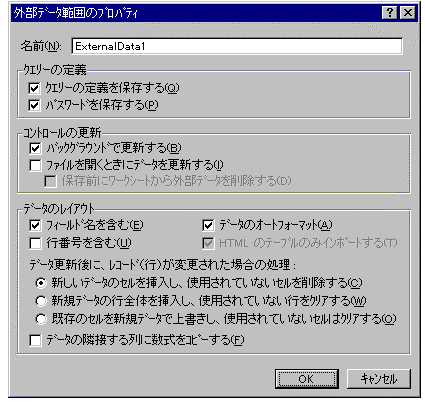 外部データ範囲のプロパティ
名前(N): ExternalData1
クエリーの定義
クエリーの定義を保存する(Q)
パスワードを保存する(P)
コントロールの更新
バックグラウンドで更新する(B)
ファイルを開くときにデータを更新する(I)
保存前にワークシートから外部データを削除する(D)
データのレイアウト
フィールド名を含む(E) データのオートフォーマット(A)
行番号を含む(U) HTML のテーブルのみインポートする(T)
データ更新後に、レコード(行)が変更された場合の処理:
新しいデータのセルを挿入し、使用されていないセルを削除する(C)
新規データの行全体を挿入し、使用されていない行をクリアする(W)
既存のセルを新規データで上書きし、使用されていないセルはクリアする(O)
データの隣接する列に数式をコピーする(F)
OK キャンセル